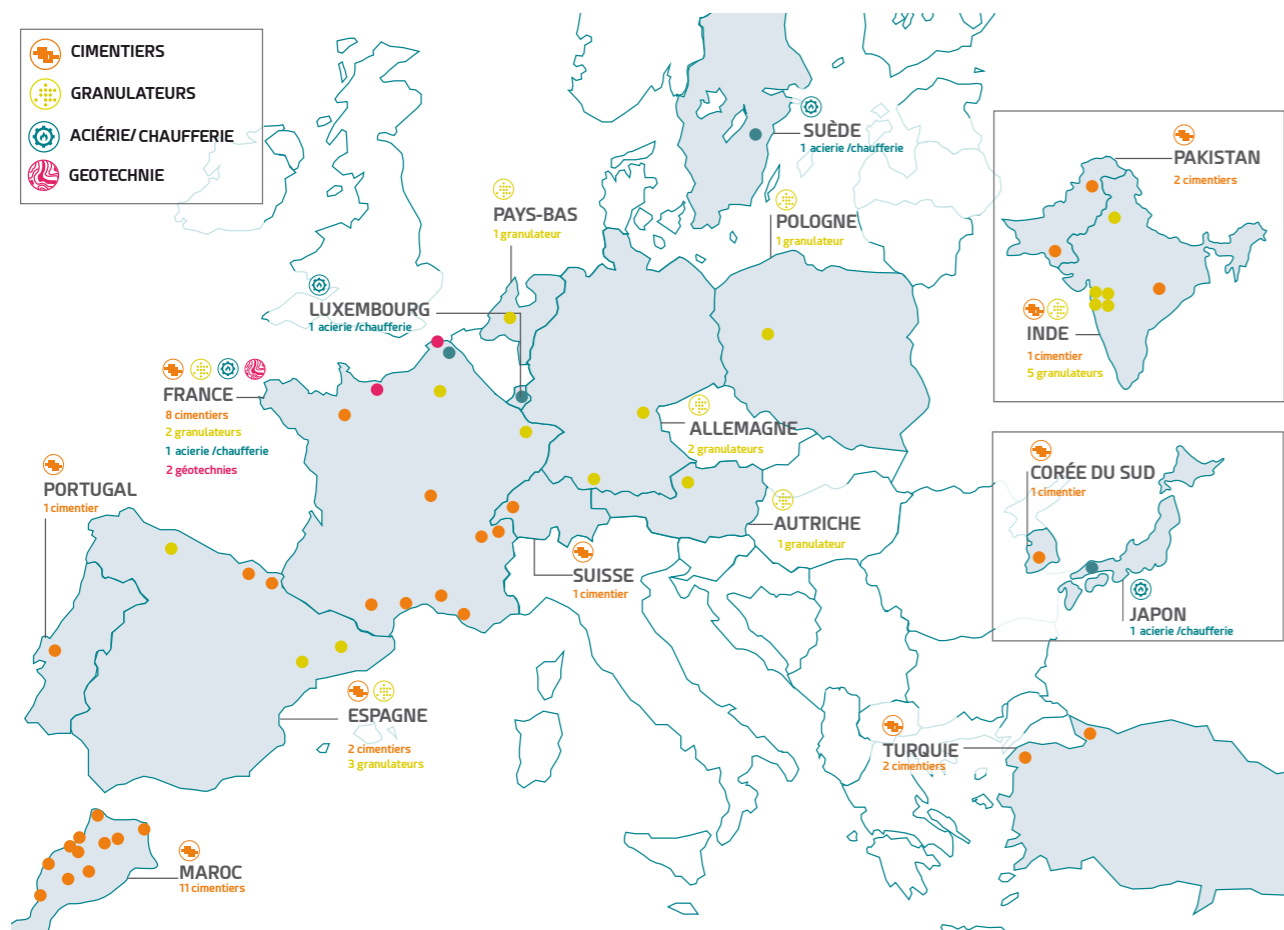 CIMENTIERS
GRANULATEURS
ACIÉRIE/CHAUFFERIE
GEOTECHNIE
SUÈDE
1 acierie /chaufferie
PAKISTAN
2 cimentiers
PAYS-BAS
1 granulateur
POLOGNE
1 granulateur
LUXEMBOURG
1 acierie /chaufferie
INDE
1 cimentier
5 granulateurs
FRANCE
8 cimentiers
2 granulateurs
1 acierie /chaufferie
2 géotechnies
ALLEMAGNE
2 granulateurs
PORTUGAL
1 cimentier
CORÉE DU SUD
1 cimentier
AUTRICHE
1 granulateur
SUISSE
1 cimentier
JAPON
1 acierie /chaufferie
ESPAGNE
2 cimentiers
3 granulateurs
TURQUIE
2 cimentiers
MAROC
11 cimentiers